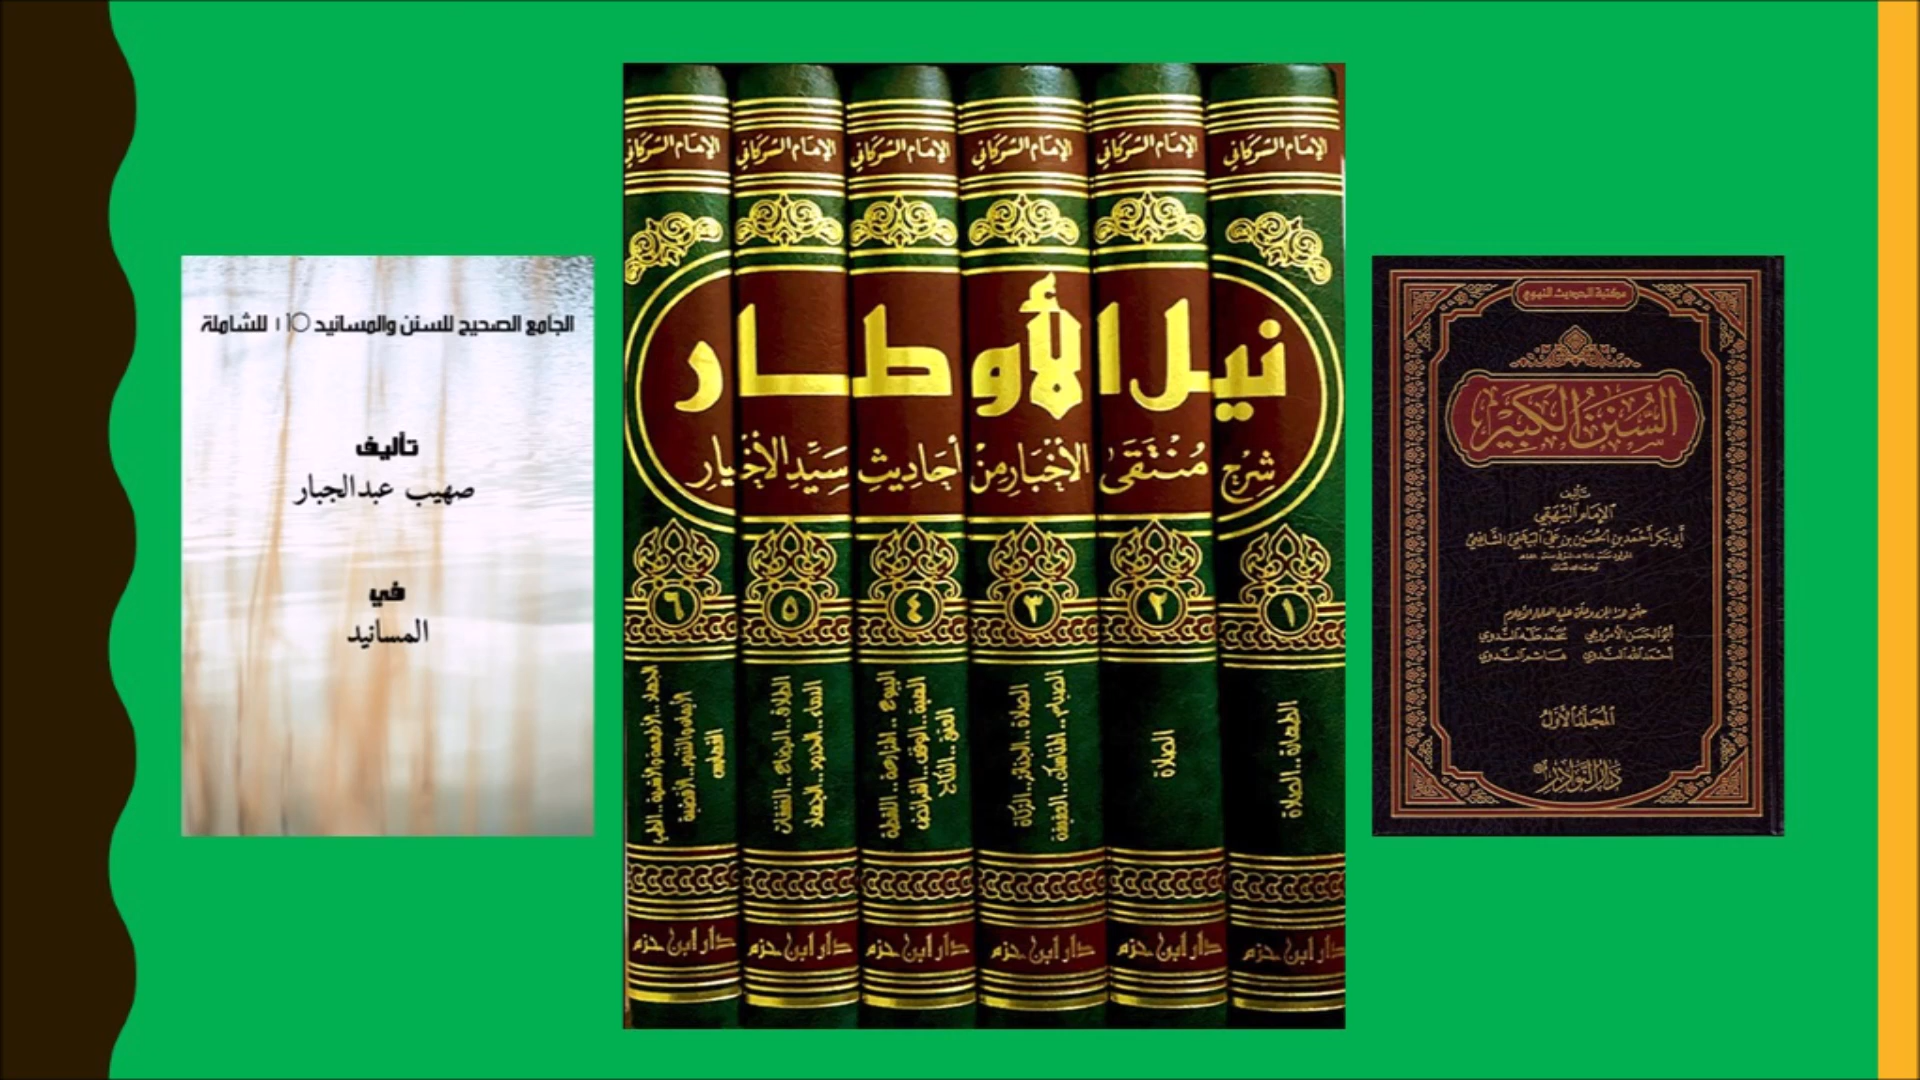 الجامع الصحيح للسنن والمسانيد 10 للشاملة
تأليف
صهيب عبد الجبار
في
المسانيد
الإمام الشوكاني الإمام الشوكاني الإمام الشوكاني الإمام الشوكاني الإمام الشوكاني الإمام الشوكاني
نيل الأوطار
شرح مُنْتَقَى الأخبار مِنْ أحاديث سَيِّدِ الأخيار
١ ٢ ٣ ٤ ٥ ٦
الطهارة .. الصلاة
الصلاة
الصلاة .. الجنائز .. الزكاة
الصيام .. المناسك .. العقيقة
البيوع .. المزارعة .. اللقطة
الهبة .. الوقف .. الفرائض
العتق .. النكاح
الطلاق .. الرضاع .. النفقات
الدماء .. الحدود .. الجهاد
دار ابن حزم دار ابن حزم دار ابن حزم دار ابن حزم دار ابن حزم دار ابن حزم
مكتبة الحديث النبوي
السُّنَنُ الكَبِيْرُ
تأليف
الإمام البيهقي
أبي بكر أحمد بن الحسين بن علي البيهقي الشافعي
المجلد الأول
دار النوادر